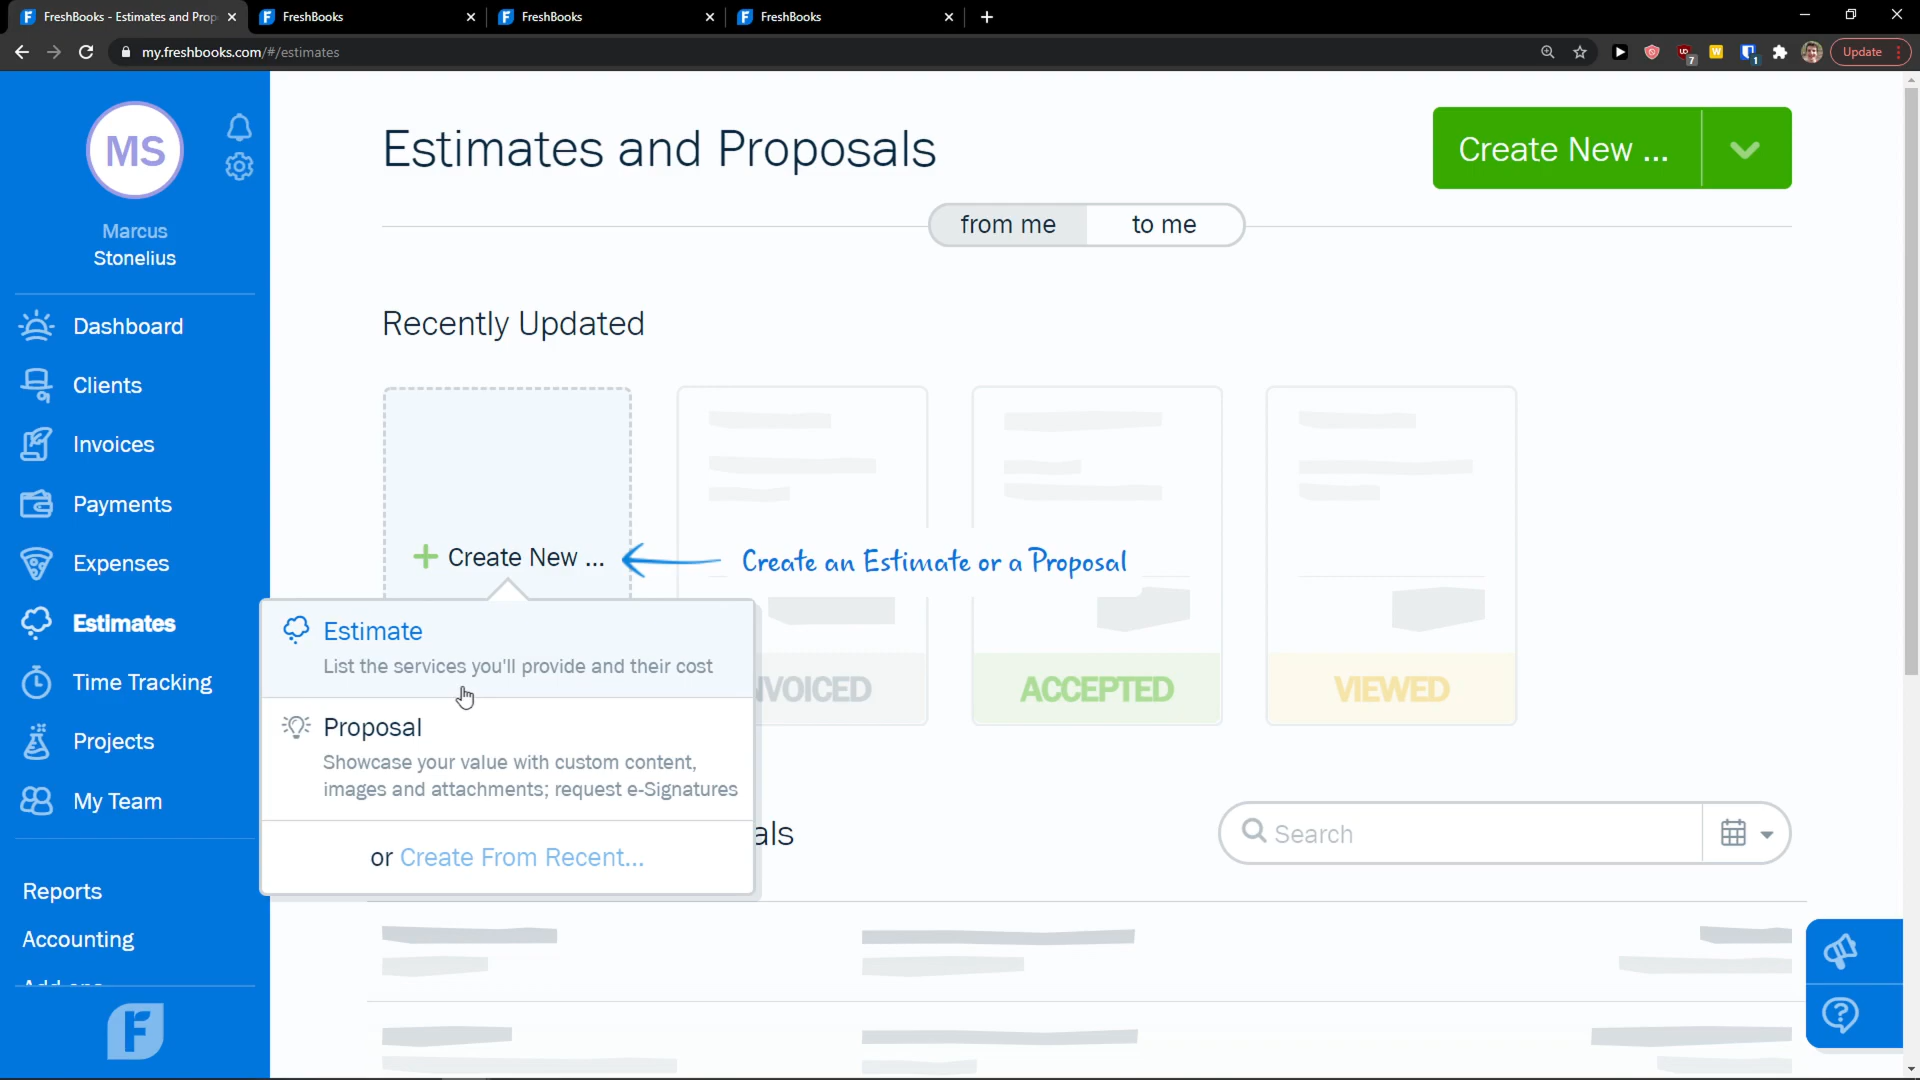 FreshBooks - Estimates and Prop
FreshBooks
FreshBooks
FreshBooks
my.freshbooks.com/#/estimates
7
W
1
Update
MS
Marcus
Stonelius
Dashboard
Clients
Invoices
Payments
Expenses
Estimates
Time Tracking
Projects
My Team
Reports
Accounting
Estimates and Proposals
Create New ...
from me
to me
Recently Updated
Create New ...
Create an Estimate or a Proposal
Estimate
List the services you'll provide and their cost
Proposal
Showcase your value with custom content,
images and attachments; request e-Signatures
or Create From Recent...
NVOICED
ACCEPTED
VIEWED
als
Search